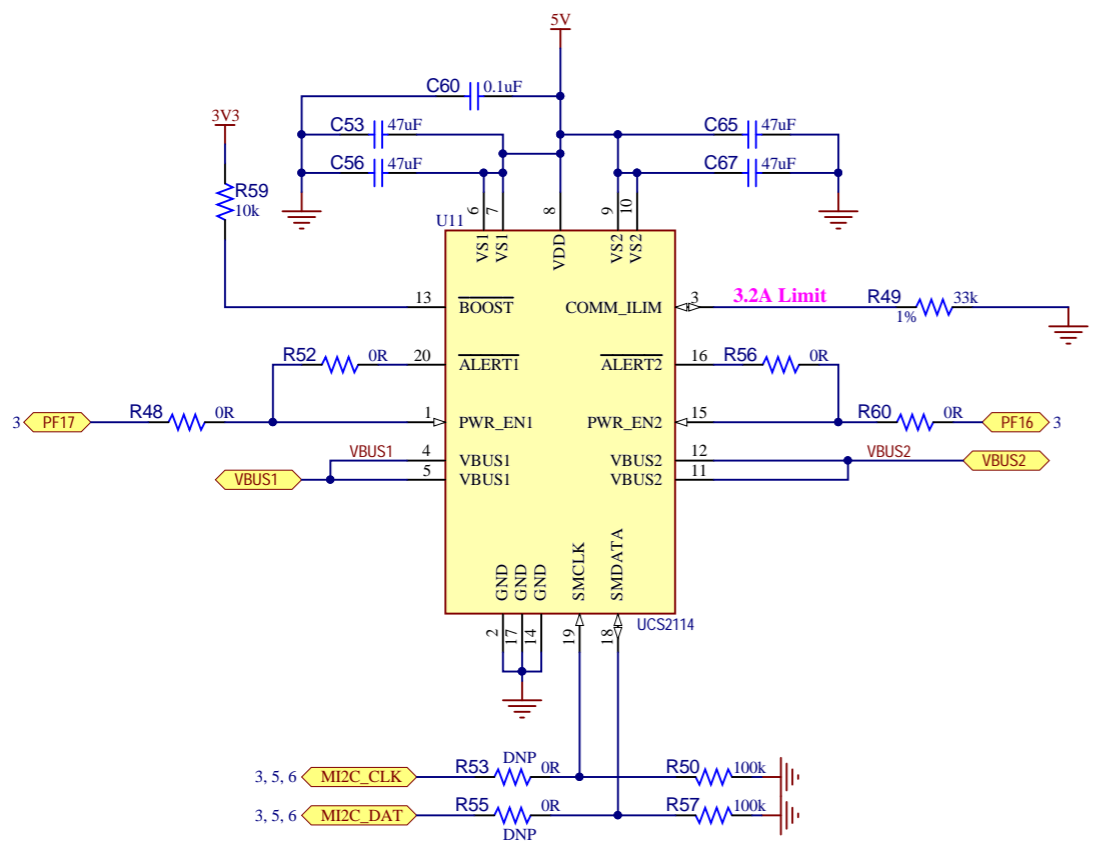 5V
C60 0.1uF
3V3
C53 47uF
C65 47uF
C56 47uF
C67 47uF
R59
10k
U11
6 7 8 9 10
VS1 VS1 VDD VS2 VS2
13 BOOST
COMM_ILIM 3
3.2A Limit
R49 33k
1%
R52 0R
20 ALERT1
ALERT2 16
R56 0R
3 PF17
R48 0R
1 PWR_EN1
PWR_EN2 15
R60 0R
PF16 3
VBUS1
4 VBUS1
VBUS2 12
VBUS2
VBUS2
VBUS1
5 VBUS1
VBUS2 11
GND GND GND SMCLK SMDATA
2 17 14 19 18
UCS2114
3, 5, 6 MI2C_CLK
R53 DNP 0R
R50 100k
3, 5, 6 MI2C_DAT
R55 0R
DNP
R57 100k